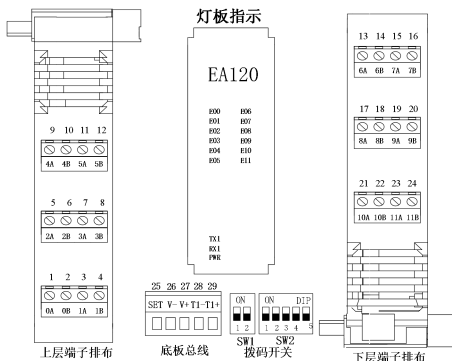 灯板指示
EA120
E00 E06
E01 E07
E02 E08
E03 E09
E04 E10
E05 E11
TX1
RX1
PWR
9 10 11 12
4A 4B 5A 5B
5 6 7 8
2A 2B 3A 3B
1 2 3 4
0A 0B 1A 1B
上层端子排布
25 26 27 28 29
SET V- V+ T1- T1+
底板总线
ON
1 2
SW1
ON DIP
1 2 3 4 5
SW2
拨码开关
13 14 15 16
6A 6B 7A 7B
17 18 19 20
8A 8B 9A 9B
21 22 23 24
10A 10B 11A 11B
下层端子排布